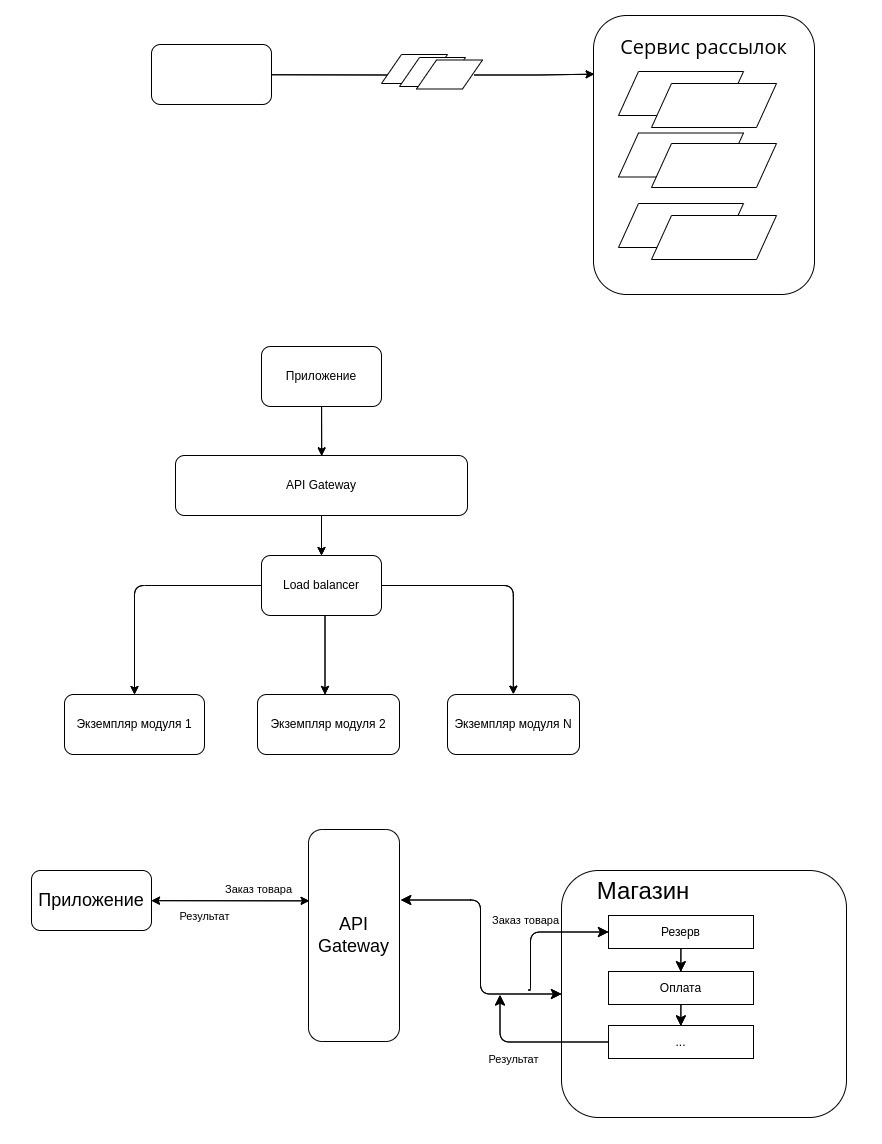 Сервис рассылок
Приложение
API Gateway
Load balancer
Экземпляр модуля 1
Экземпляр модуля 2
Экземпляр модуля N
Приложение
Заказ товара
Результат
API
Gateway
Магазин
Заказ товара
Резерв
Оплата
...
Результат